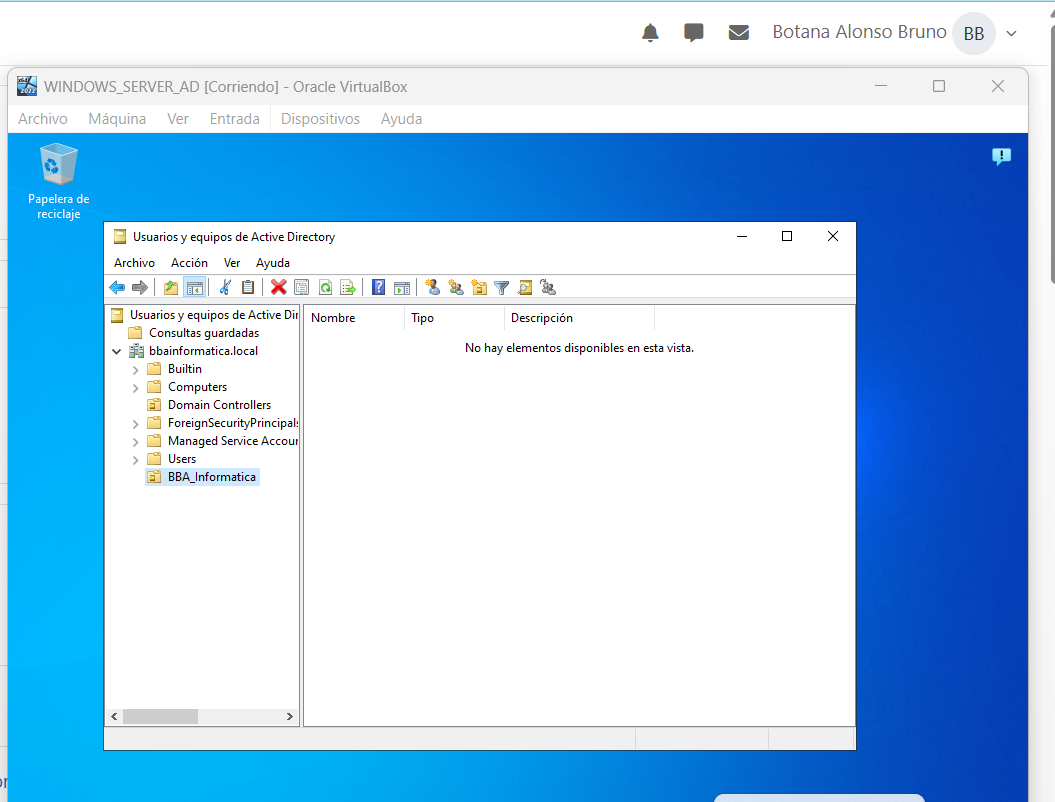 Botana Alonso Bruno BB
WINDOWS_SERVER_AD [Corriendo] - Oracle VirtualBox
Archivo Máquina Ver Entrada Dispositivos Ayuda
Papelera de
reciclaje
Usuarios y equipos de Active Directory
Archivo Acción Ver Ayuda
Usuarios y equipos de Active Dir
Nombre Tipo Descripción
Consultas guardadas
bbainformatica.local
No hay elementos disponibles en esta vista.
Builtin
Computers
Domain Controllers
ForeignSecurityPrincipals
Managed Service Accour
Users
BBA_Informatica